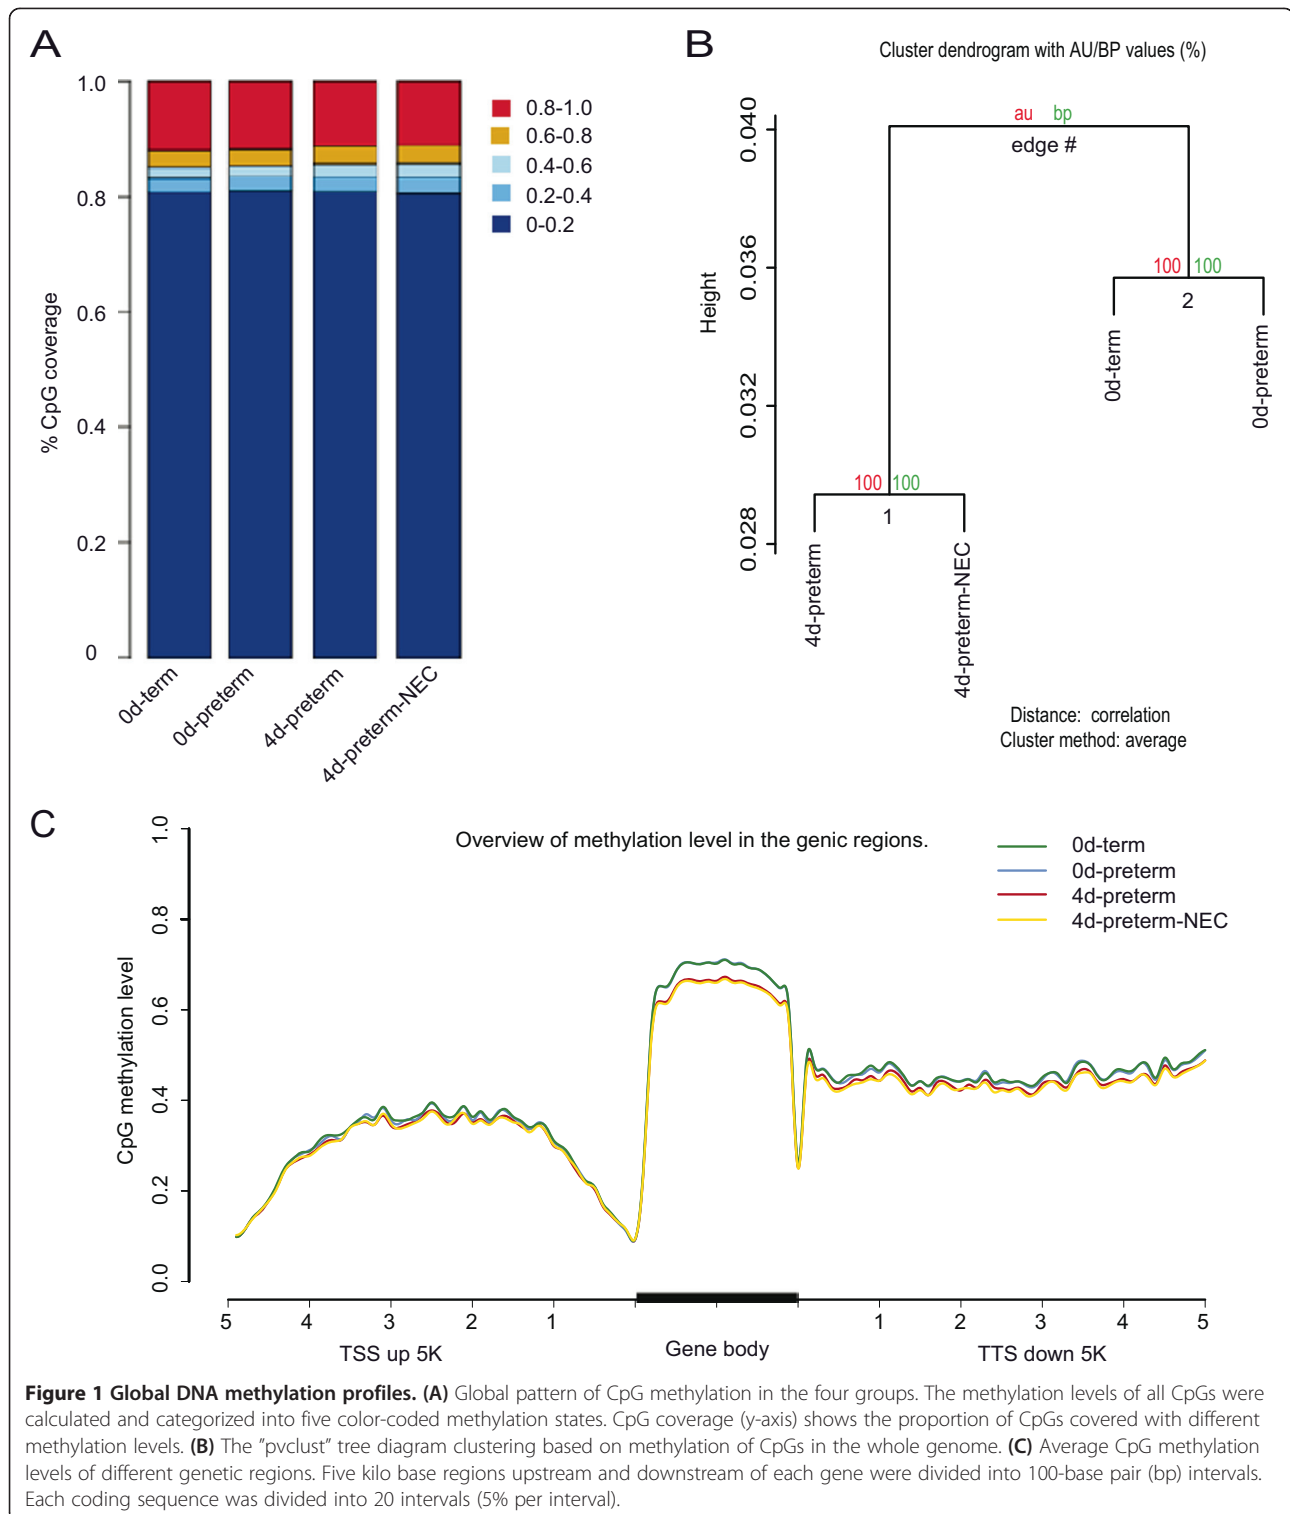 A
1.0
0.8
0.6
0.4
0.2
0
% CpG coverage
0.8-1.0
0.6-0.8
0.4-0.6
0.2-0.4
0-0.2
0d-term
0d-preterm
4d-preterm
4d-preterm-NEC
B
Cluster dendrogram with AU/BP values (%)
Height
0.040
0.036
0.032
0.028
au bp
edge #
100 100
2
0d-term
0d-preterm
100 100
1
4d-preterm
4d-preterm-NEC
Distance: correlation
Cluster method: average
C
Overview of methylation level in the genic regions.
0d-term
0d-preterm
4d-preterm
4d-preterm-NEC
CpG methylation level
1.0
0.8
0.6
0.4
0.2
0.0
5 4 3 2 1 1 2 3 4 5
TSS up 5K Gene body TTS down 5K
Figure 1 Global DNA methylation profiles. (A) Global pattern of CpG methylation in the four groups. The methylation levels of all CpGs were
calculated and categorized into five color-coded methylation states. CpG coverage (y-axis) shows the proportion of CpGs covered with different
methylation levels. (B) The "pvclust" tree diagram clustering based on methylation of CpGs in the whole genome. (C) Average CpG methylation
levels of different genetic regions. Five kilo base regions upstream and downstream of each gene were divided into 100-base pair (bp) intervals.
Each coding sequence was divided into 20 intervals (5% per interval).